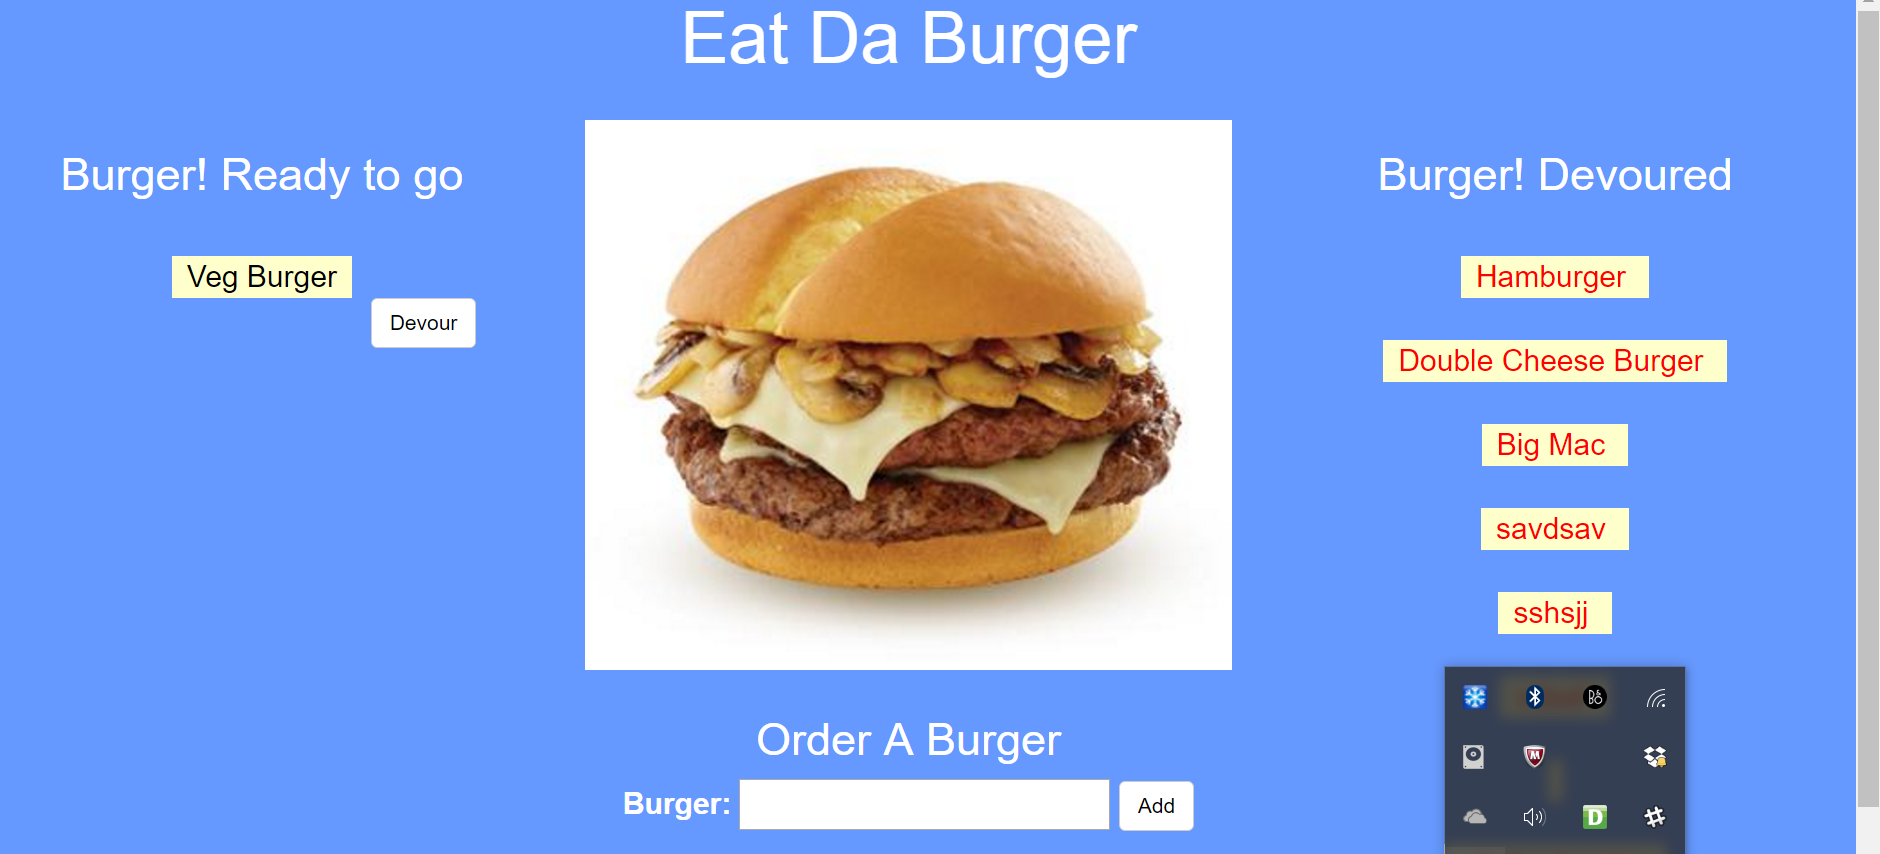 Eat Da Burger
Burger! Ready to go
Veg Burger
Devour
Burger! Devoured
Hamburger
Double Cheese Burger
Big Mac
savdsav
sshsjj
Order A Burger
Burger:
Add
B&O
M
D